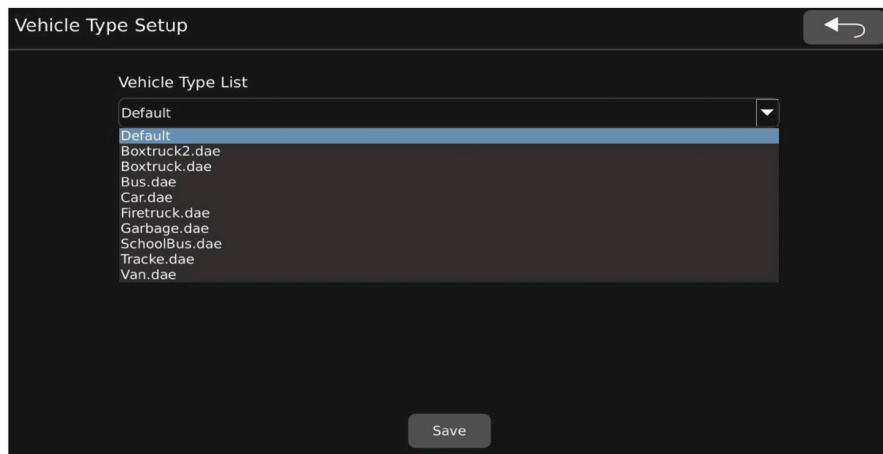 Vehicle Type Setup
Vehicle Type List
Default
Default
Boxtruck2.dae
Boxtruck.dae
Bus.dae
Car.dae
Firetruck.dae
Garbage.dae
SchoolBus.dae
Tracke.dae
Van.dae
Save